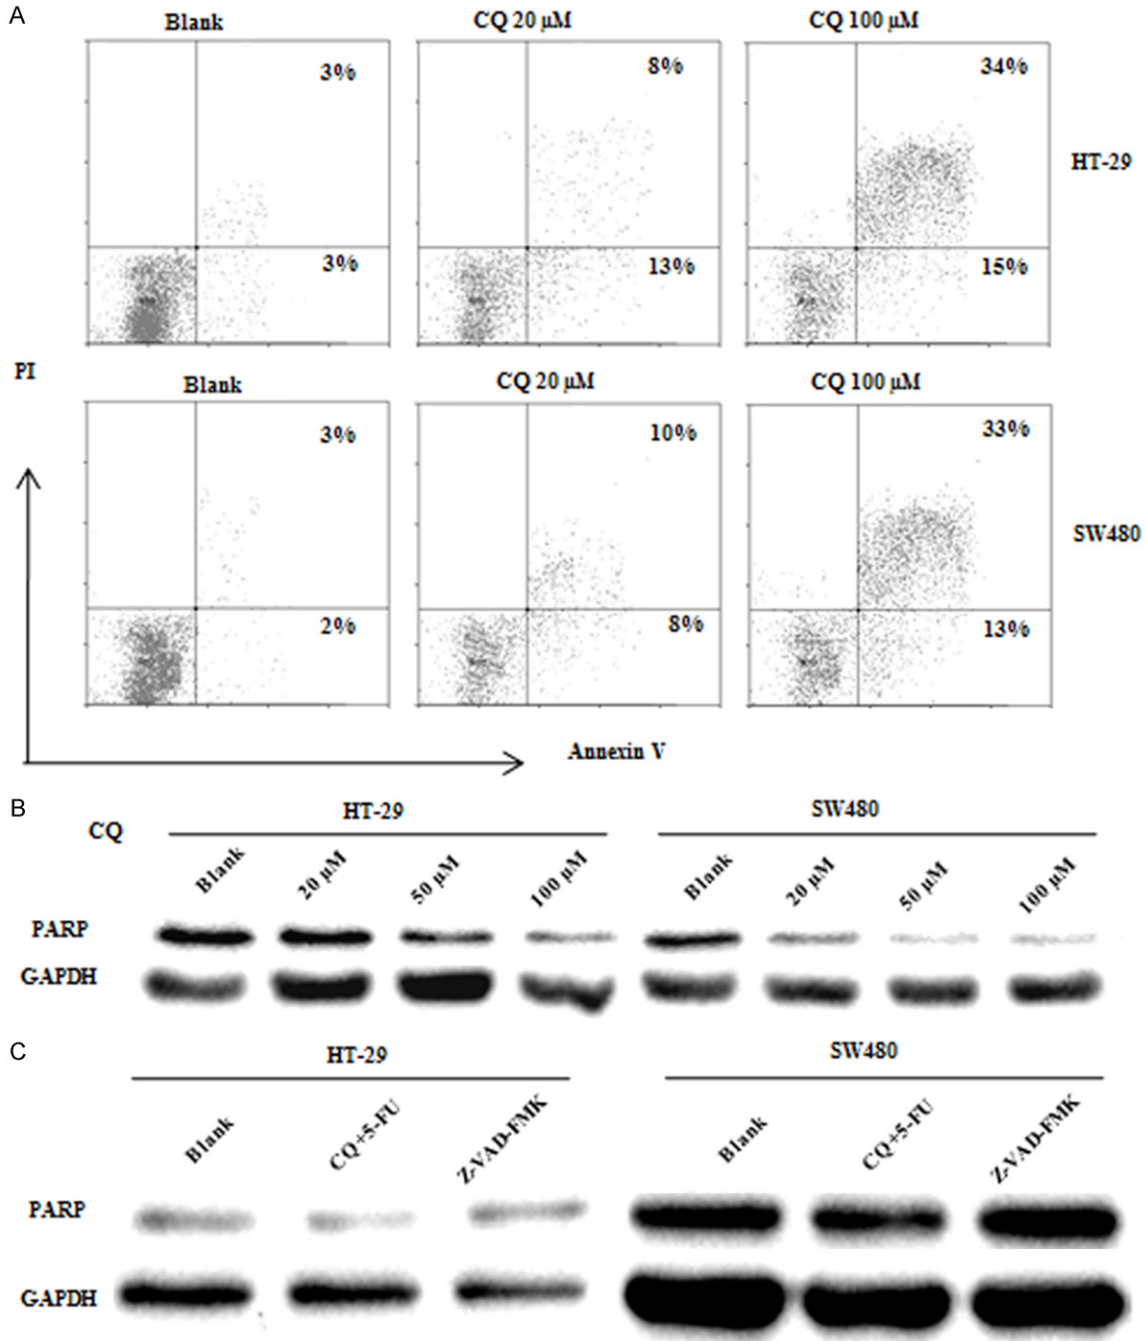 A
Blank CQ 20 µM CQ 100 µM
3% 8% 34%
HT-29
3% 13% 15%
PI
Blank CQ 20 µM CQ 100 µM
3% 10% 33%
SW480
2% 8% 13%
Annexin V
B
HT-29 SW480
CQ
Blank 20 µM 50 µM 100 µM Blank 20 µM 50 µM 100 µM
PARP
GAPDH
C
HT-29 SW480
Blank CQ+5-FU Z-VAD-FMK Blank CQ+5-FU Z-VAD-FMK
PARP
GAPDH